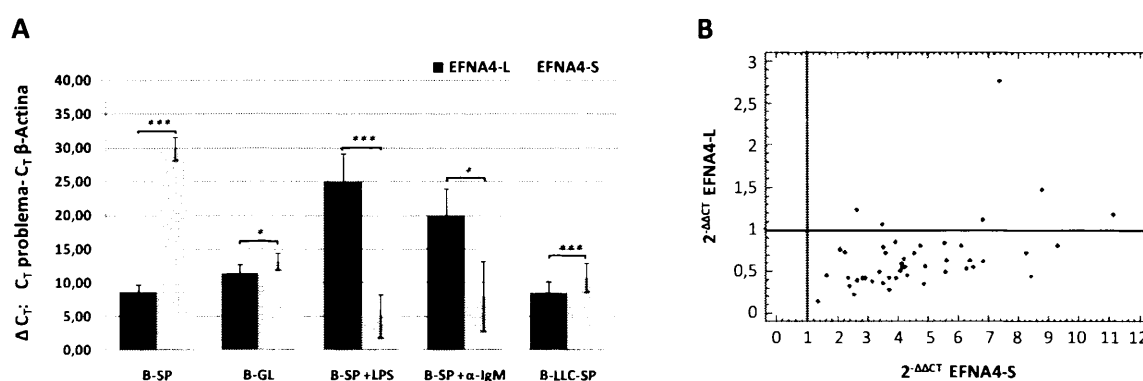 A
B
■ EFNA4-L EFNA4-S
Δ C_T: C_T problema- C_T β-Actina
40,00
35,00
30,00
25,00
20,00
15,00
10,00
5,00
0,00
***
*
***
*
***
B-SP
B-GL
B-SP +LPS
B-SP +α-IgM
B-LLC-SP
2^-ΔΔCT EFNA4-L
3
2,5
2
1,5
1
0,5
0
0 1 2 3 4 5 6 7 8 9 10 11 12
2^-ΔΔCT EFNA4-S